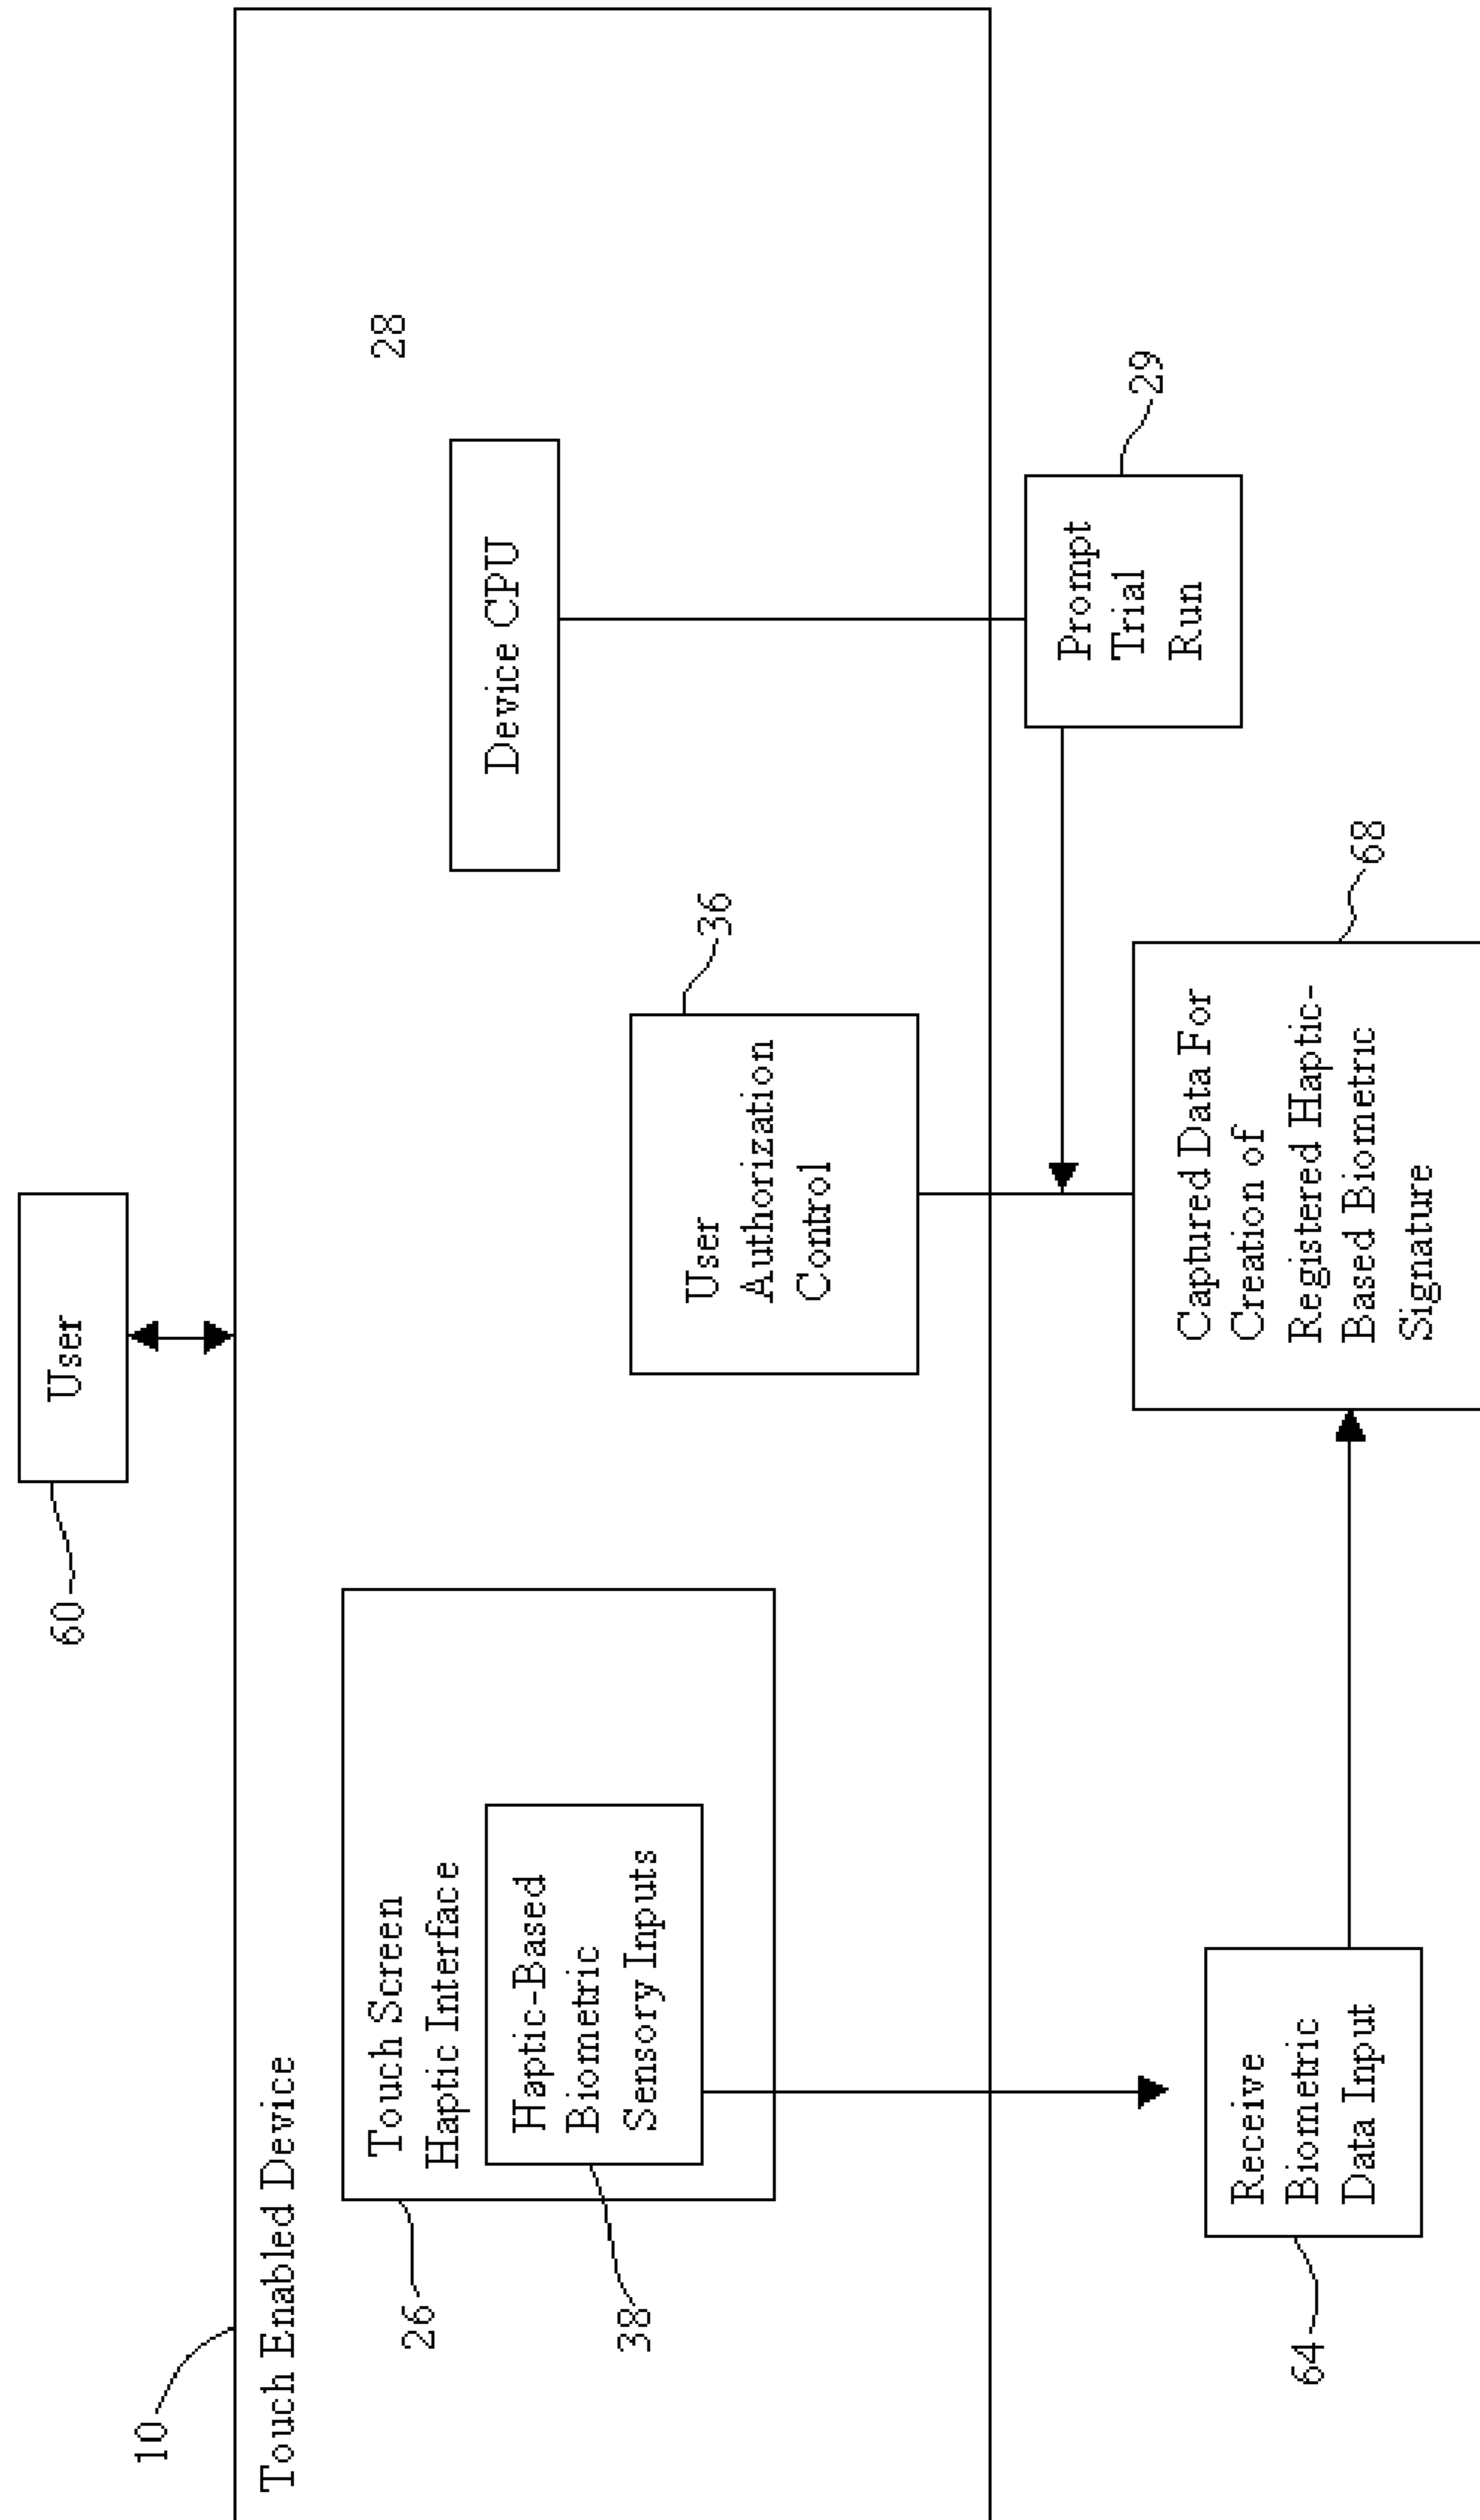 60
User
10
Touch Enabled Device
26
Touch Screen
Haptic Interface
38
Haptic-Based
Biometric
Sensory Inputs
28
Device CPU
36
User
Authorization
Control
29
Prompt
Trial
Run
64
Receive
Biometric
Data Input
68
Captured Data For
Creation of
Registered Haptic-
Based Biometric
Signature